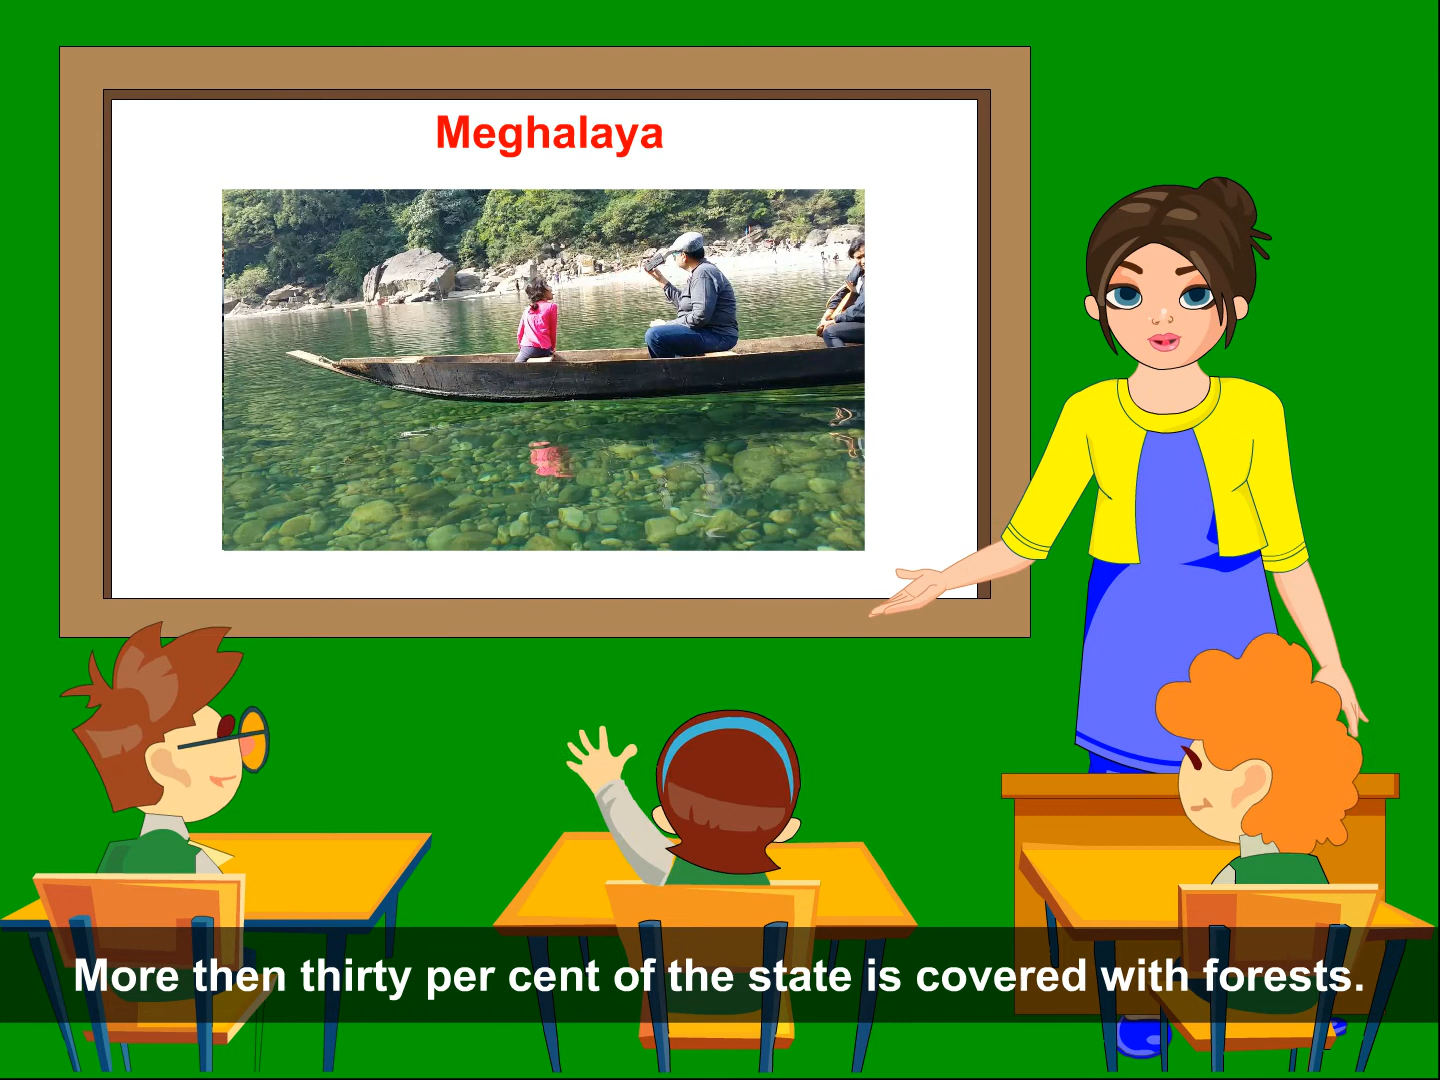 Meghalaya
More then thirty per cent of the state is covered with forests.